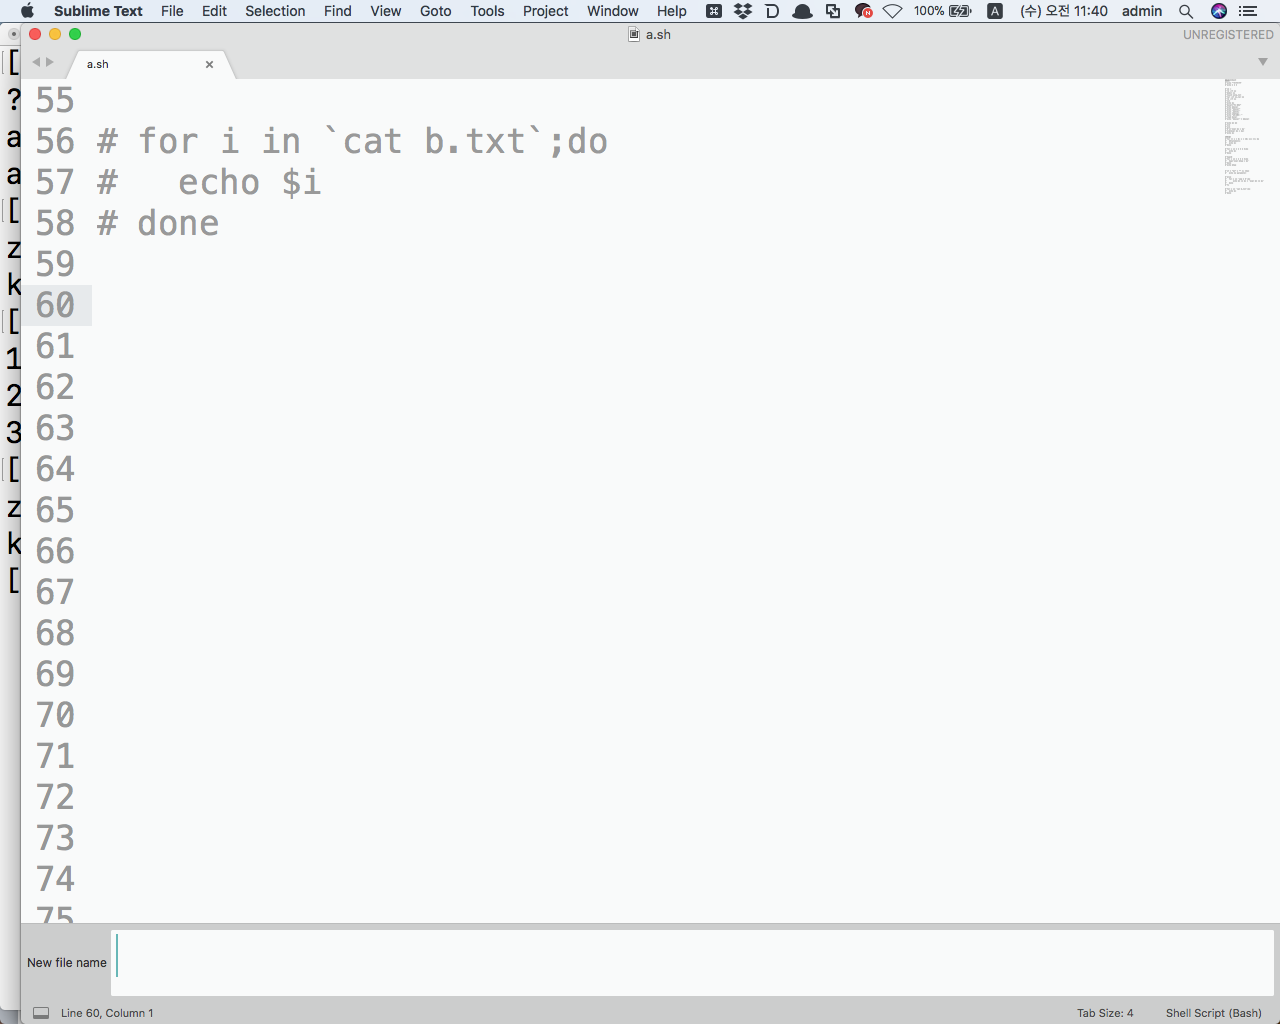 Sublime Text File Edit Selection Find View Goto Tools Project Window Help 100% A (수) 오전 11:40 admin
a.sh
UNREGISTERED
a.sh
[
?
a
a
[
z
k
[
1
2
3
[
z
k
[
55
56 # for i in `cat b.txt`;do
57 #   echo $i
58 # done
59
60
61
62
63
64
65
66
67
68
69
70
71
72
73
74
75
New file name
Line 60, Column 1
Tab Size: 4
Shell Script (Bash)